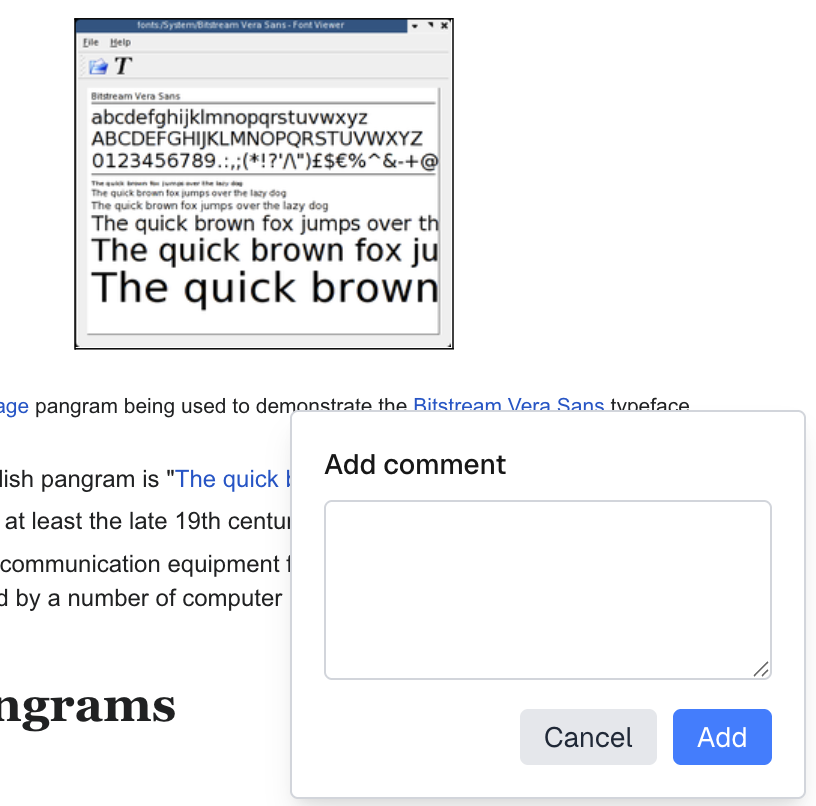 fonts:/System/Bitstream Vera Sans - Font Viewer
File Help
T
Bitstream Vera Sans
abcdefghijklmnopqrstuvwxyz
ABCDEFGHIJKLMNOPQRSTUVWXYZ
0123456789.:,;(*!?'/\")£$€%^&-+@
The quick brown fox jumps over the lazy dog
The quick brown fox jumps over the lazy dog
The quick brown fox jumps over the lazy dog
The quick brown fox jumps over th
The quick brown fox ju
The quick brown
age pangram being used to demonstrate the Bitstream Vera Sans typeface
lish pangram is "The quick b
at least the late 19th centur
communication equipment f
d by a number of computer
ngrams
Add comment
Cancel Add